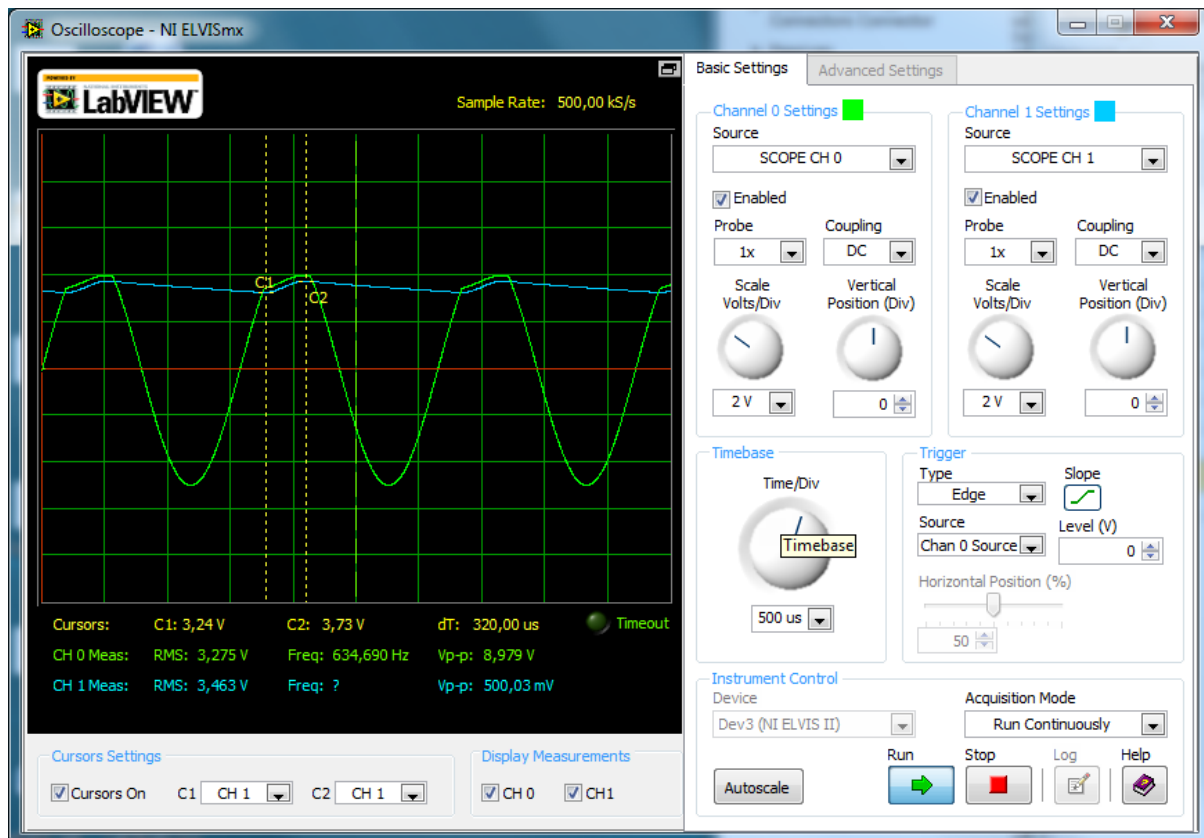 Oscilloscope - NI ELVISmx
POWERED BY
LabVIEW
Sample Rate: 500,00 kS/s
C1
C2
Cursors: C1: 3,24 V C2: 3,73 V dT: 320,00 us Timeout
CH 0 Meas: RMS: 3,275 V Freq: 634,690 Hz Vp-p: 8,979 V
CH 1 Meas: RMS: 3,463 V Freq: ? Vp-p: 500,03 mV
Cursors Settings
Cursors On C1 CH 1 C2 CH 1
Display Measurements
CH 0 CH1
Basic Settings Advanced Settings
Channel 0 Settings
Source
SCOPE CH 0
Enabled
Probe Coupling
1x DC
Scale Vertical
Volts/Div Position (Div)
2 V 0
Channel 1 Settings
Source
SCOPE CH 1
Enabled
Probe Coupling
1x DC
Scale Vertical
Volts/Div Position (Div)
2 V 0
Timebase
Time/Div
Timebase
500 us
Trigger
Type Slope
Edge
Source Level (V)
Chan 0 Source 0
Horizontal Position (%)
50
Instrument Control
Device Acquisition Mode
Dev3 (NI ELVIS II) Run Continuously
Run Stop Log Help
Autoscale